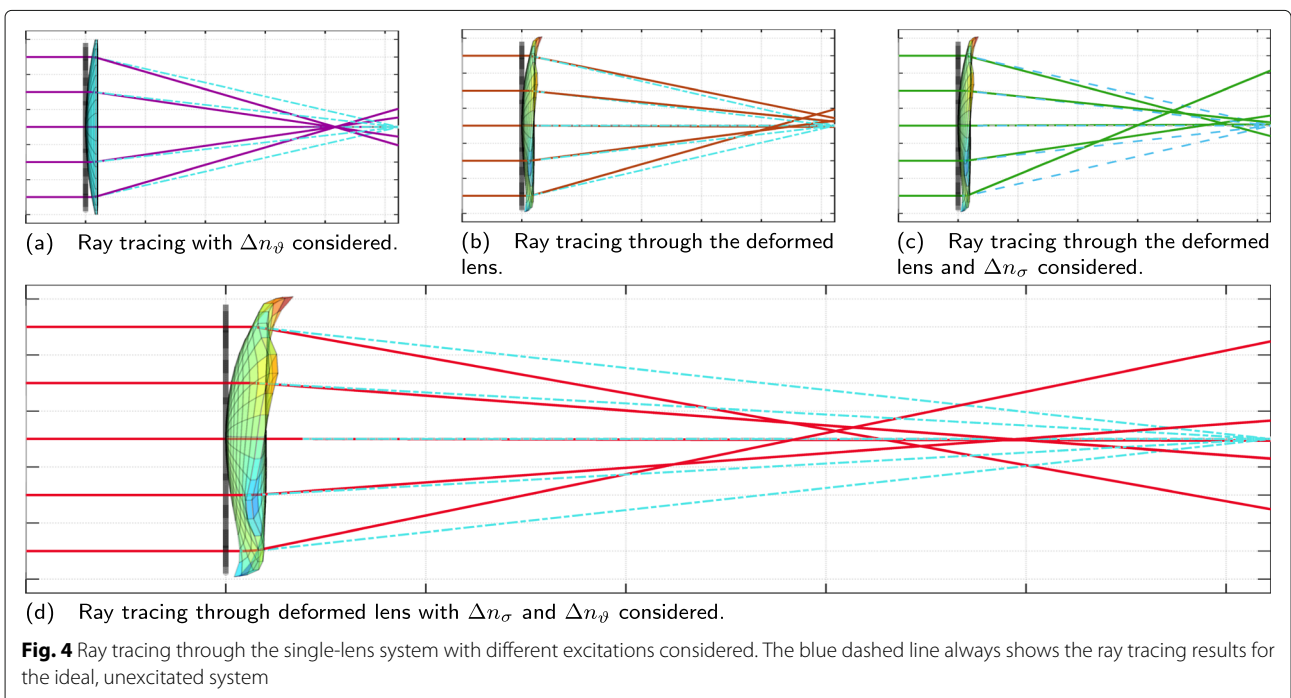 (a) Ray tracing with Δn_ϑ considered.
(b) Ray tracing through the deformed
lens.
(c) Ray tracing through the deformed
lens and Δn_σ considered.
(d) Ray tracing through deformed lens with Δn_σ and Δn_ϑ considered.
Fig. 4 Ray tracing through the single-lens system with different excitations considered. The blue dashed line always shows the ray tracing results for
the ideal, unexcitated system